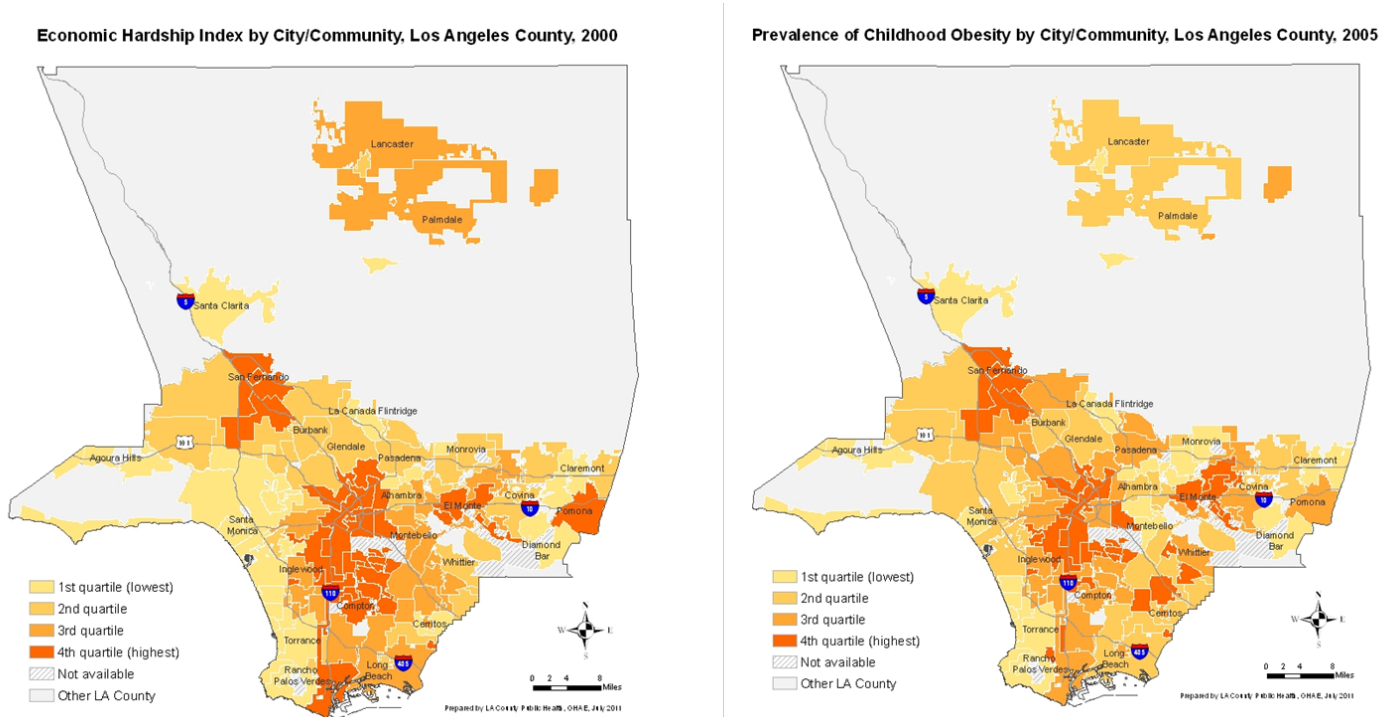 Economic Hardship Index by City/Community, Los Angeles County, 2000
Lancaster
Palmdale
5
Santa Clarita
San Fernando
La Canada Flintridge
Burbank
101
Glendale
Monrovia
Agoura Hills
Pasadena
Claremont
Alhambra
Covina
El Monte
10
Pomona
Santa
Monica
Montebello
Diamond
Bar
Whittier
Inglewood
110
Compton
Cerritos
Torrance
Long
Beach
405
Rancho
Palos Verdes
1st quartile (lowest)
2nd quartile
3rd quartile
4th quartile (highest)
Not available
Other LA County
N
W E
S
0 2 4 8
Miles
Prepared by LA County Public Health, OHAE, July 2011
Prevalence of Childhood Obesity by City/Community, Los Angeles County, 2005
Lancaster
Palmdale
5
Santa Clarita
San Fernando
La Canada Flintridge
Burbank
101
Glendale
Monrovia
Agoura Hills
Pasadena
Claremont
Alhambra
Covina
El Monte
10
Pomona
Santa
Monica
Montebello
Diamond
Bar
Whittier
Inglewood
110
Compton
Cerritos
Torrance
Long
Beach
405
Rancho
Palos Verdes
1st quartile (lowest)
2nd quartile
3rd quartile
4th quartile (highest)
Not available
Other LA County
N
W E
S
0 2 4 8
Miles
Prepared by LA County Public Health, OHAE, July 2011